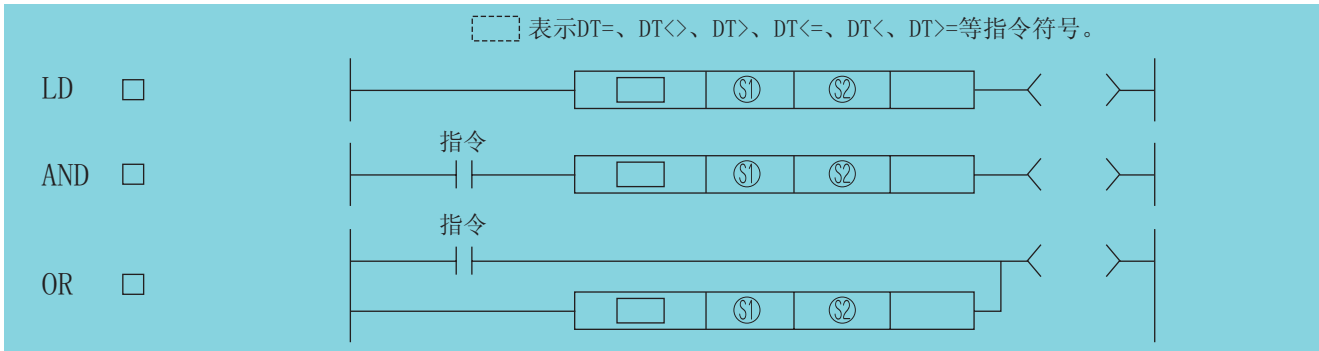 表示DT=、DT<>、DT>、DT<=、DT<、DT>=等指令符号。
LD
S1 S2
指令
AND
S1 S2
指令
OR
S1 S2